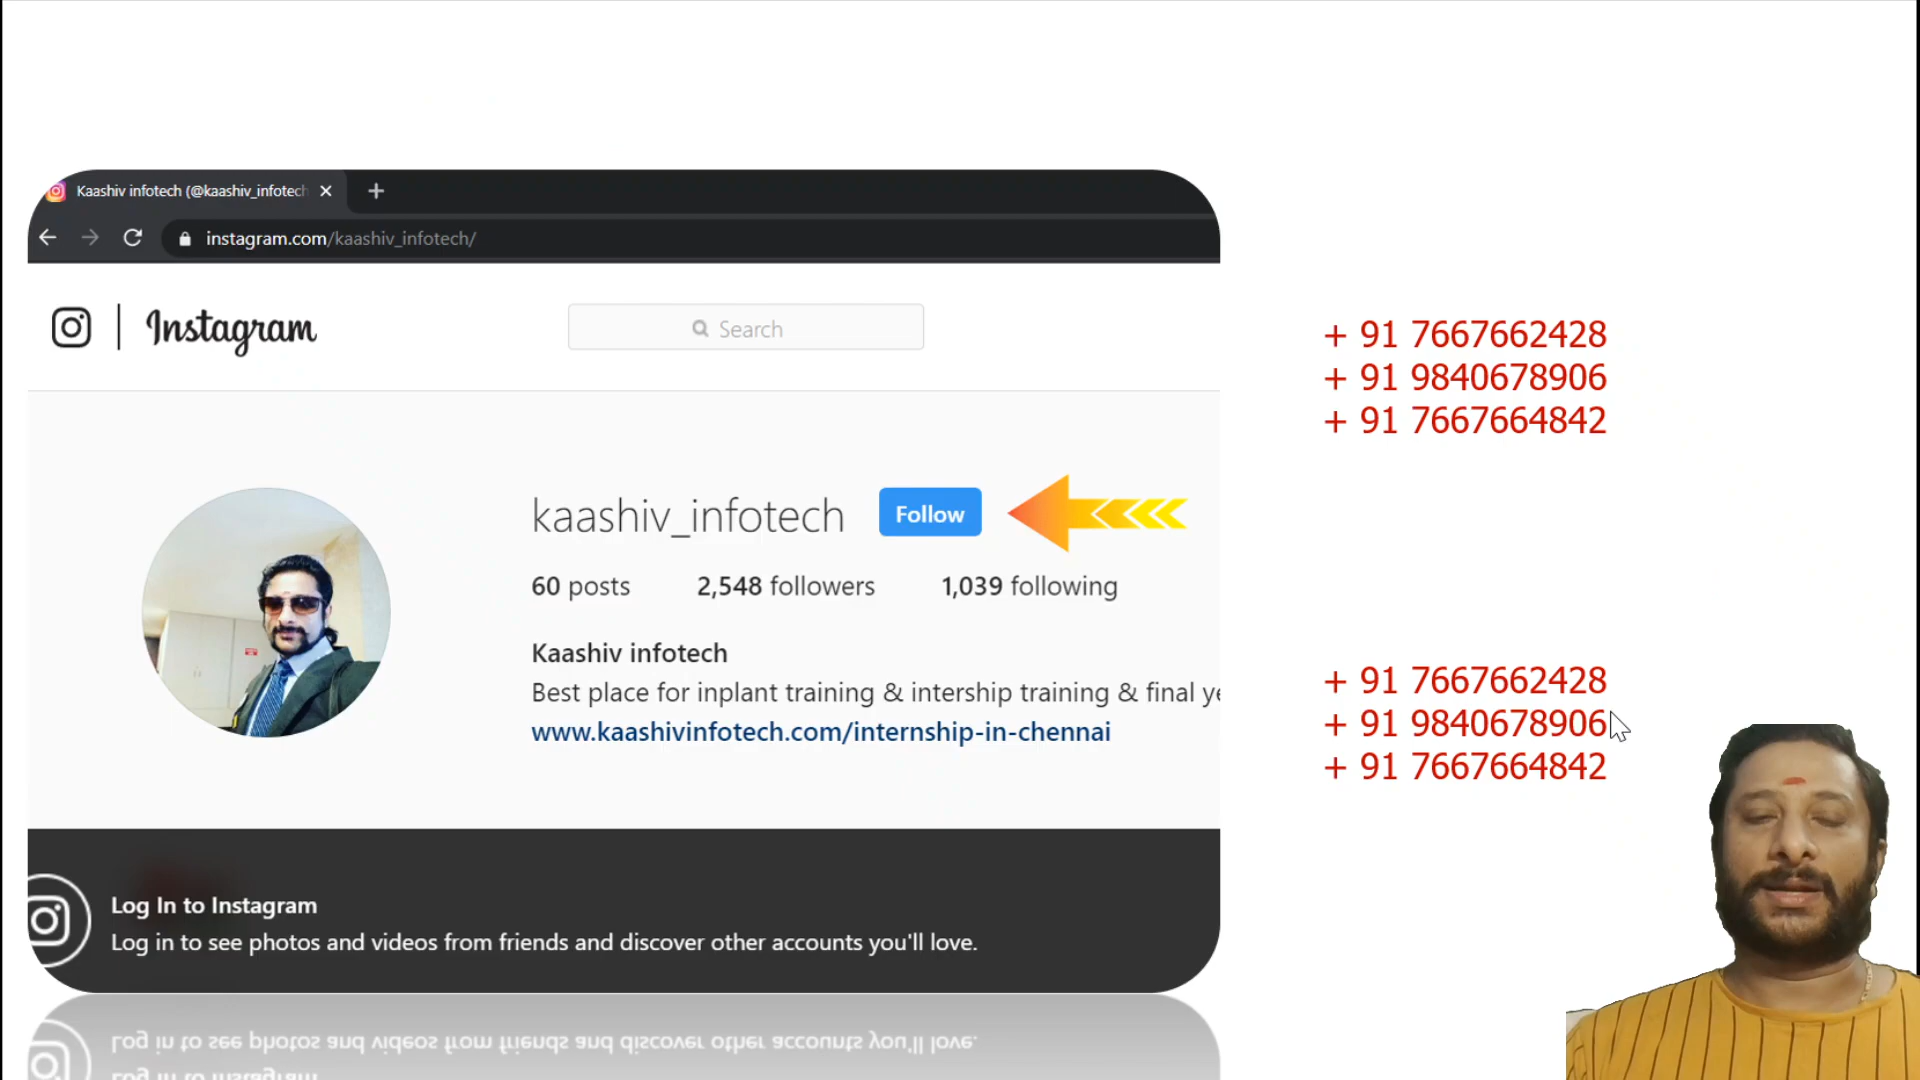 Kaashiv infotech (@kaashiv_infotech
instagram.com/kaashiv_infotech/
Instagram
Search
kaashiv_infotech
Follow
60 posts 2,548 followers 1,039 following
Kaashiv infotech
Best place for inplant training & intership training & final ye
www.kaashivinfotech.com/internship-in-chennai
Log In to Instagram
Log in to see photos and videos from friends and discover other accounts you'll love.
+ 91 7667662428
+ 91 9840678906
+ 91 7667664842
+ 91 7667662428
+ 91 9840678906
+ 91 7667664842